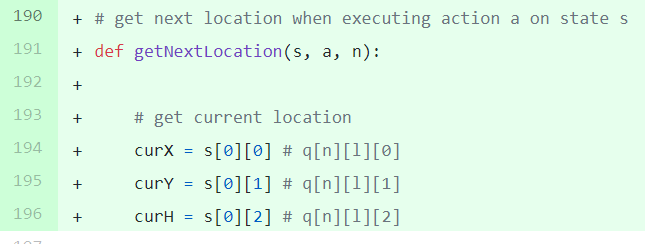 190 + # get next location when executing action a on state s
191 + def getNextLocation(s, a, n):
192 +
193 + # get current location
194 + curX = s[0][0] # q[n][l][0]
195 + curY = s[0][1] # q[n][l][1]
196 + curH = s[0][2] # q[n][l][2]